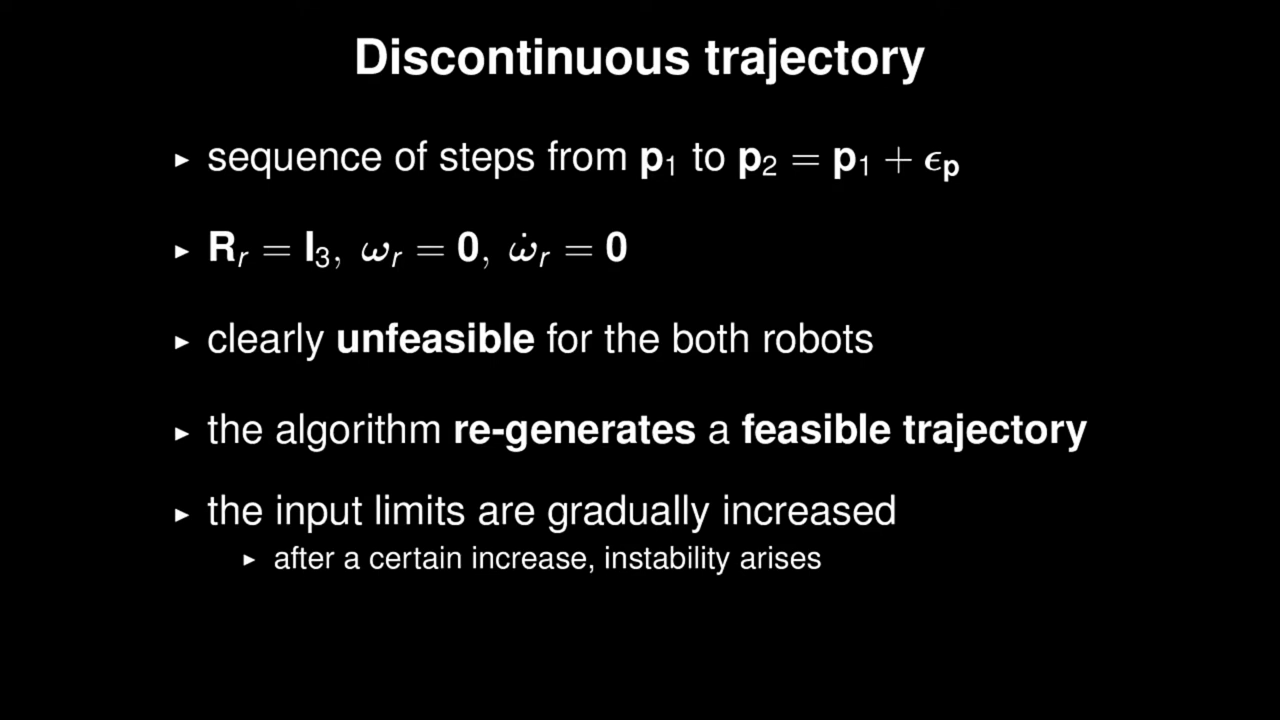 Discontinuous trajectory
▸ sequence of steps from p₁ to p₂ = p₁ + ϵₚ
▸ Rᵣ = I₃, ωᵣ = 0, ω̇ᵣ = 0
▸ clearly unfeasible for the both robots
▸ the algorithm re-generates a feasible trajectory
▸ the input limits are gradually increased
▸ after a certain increase, instability arises